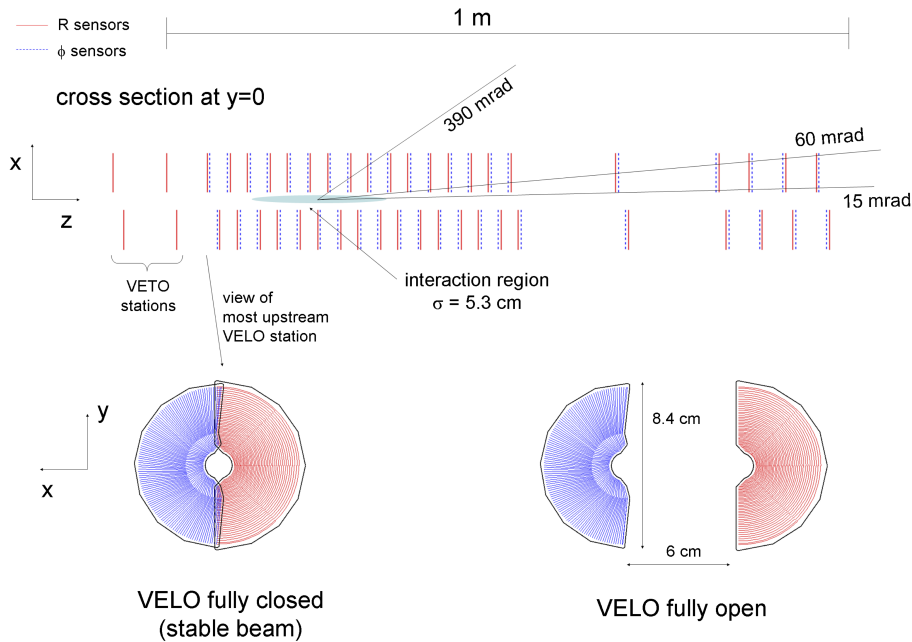 R sensors
1 m
ϕ sensors
cross section at y=0
390 mrad
60 mrad
x
z
15 mrad
VETO
stations
interaction region
σ = 5.3 cm
view of
most upstream
VELO station
y
x
8.4 cm
6 cm
VELO fully closed
(stable beam)
VELO fully open